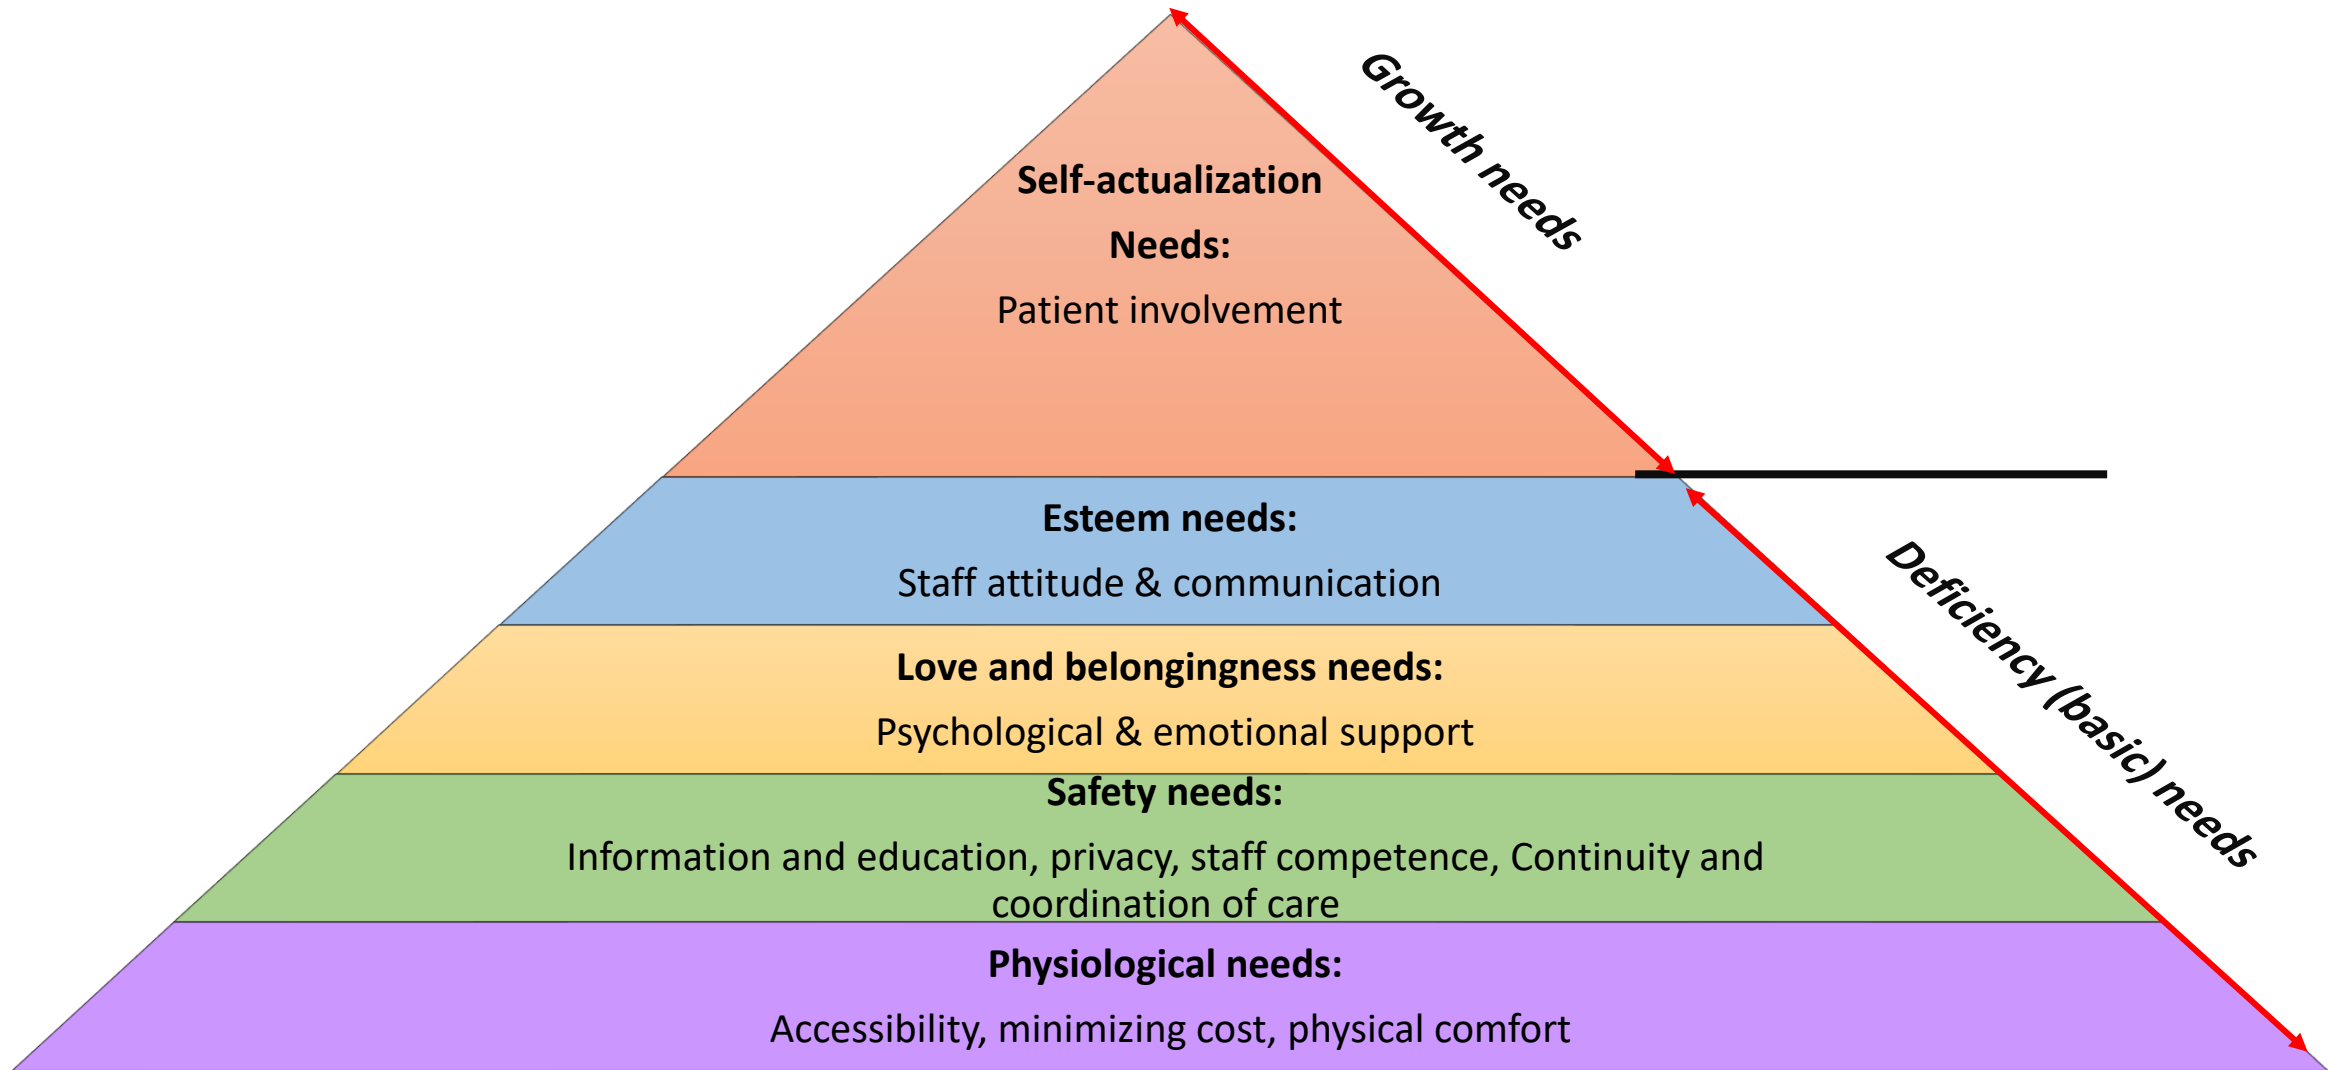 Growth needs
Self-actualization
Needs:
Patient involvement
Esteem needs:
Staff attitude & communication
Deficiency (basic) needs
Love and belongingness needs:
Psychological & emotional support
Safety needs:
Information and education, privacy, staff competence, Continuity and
coordination of care
Physiological needs:
Accessibility, minimizing cost, physical comfort